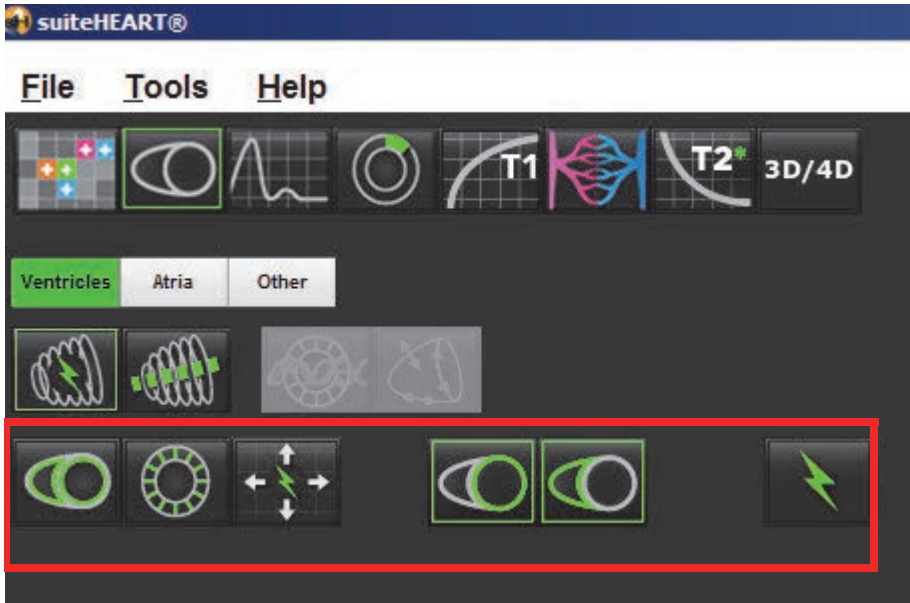 suiteHEART®
File Tools Help
T1 T2* 3D/4D
Ventricles Atria Other